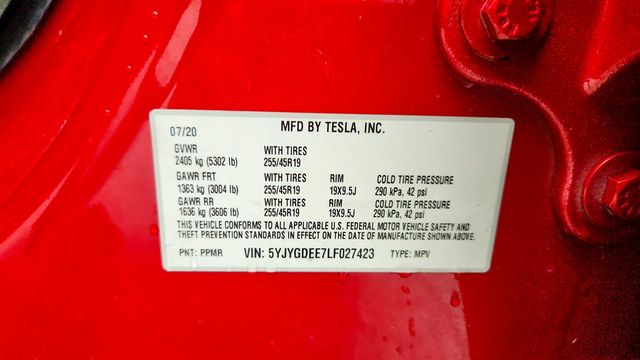 07/20 MFD BY TESLA, INC.
GVWR WITH TIRES
2405 kg (5302 lb) 255/45R19
GAWR FRT WITH TIRES RIM COLD TIRE PRESSURE
1363 kg (3004 lb) 255/45R19 19X9.5J 290 kPa, 42 psi
GAWR RR WITH TIRES RIM COLD TIRE PRESSURE
1636 kg (3606 lb) 255/45R19 19X9.5J 290 kPa, 42 psi
THIS VEHICLE CONFORMS TO ALL APPLICABLE U.S. FEDERAL MOTOR VEHICLE SAFETY AND
THEFT PREVENTION STANDARDS IN EFFECT ON THE DATE OF MANUFACTURE SHOWN ABOVE.
PNT: PPMR VIN: 5YJYGDEE7LF027423 TYPE: MPV